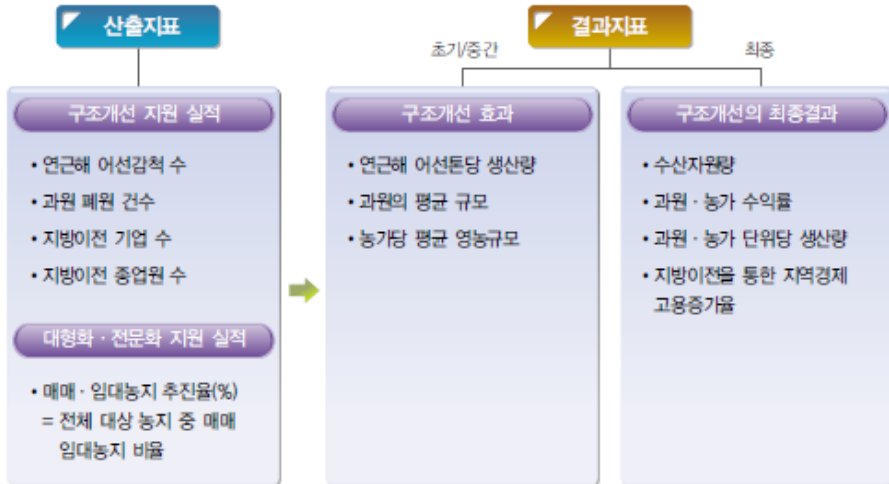 산출지표
구조개선 지원 실적
• 연근해 어선감척 수
• 과원 폐원 건수
• 지방이전 기업 수
• 지방이전 종업원 수
대형화 · 전문화 지원 실적
• 매매 · 임대농지 추진율(%)
= 전체 대상 농지 중 매매
임대농지 비율
결과지표
초기/중간
최종
구조개선 효과
• 연근해 어선톤당 생산량
• 과원의 평균 규모
• 농가당 평균 영농규모
구조개선의 최종결과
• 수산자원량
• 과원 · 농가 수익률
• 과원 · 농가 단위당 생산량
• 지방이전을 통한 지역경제
고용증가율